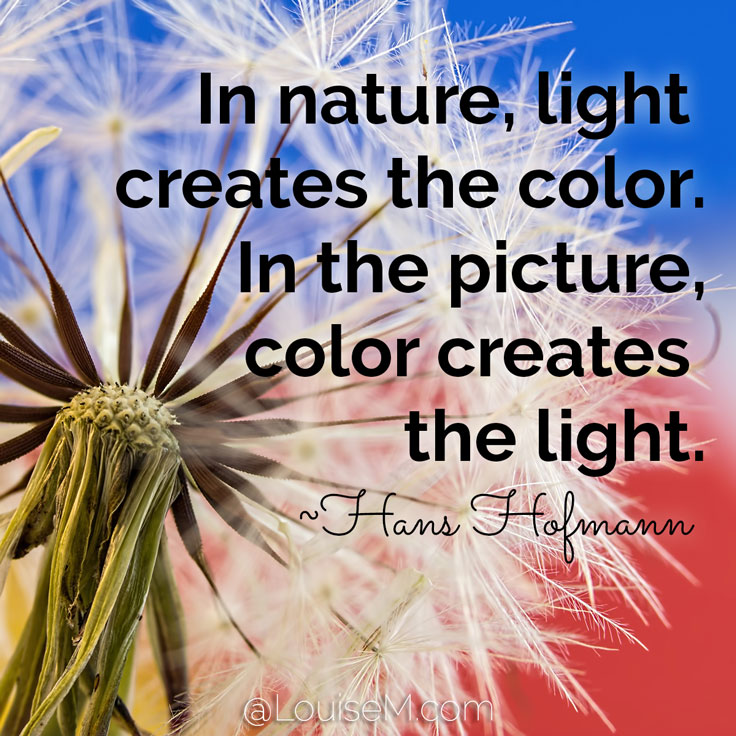 In nature, light
creates the color.
In the picture,
color creates
the light.
~Hans Hofmann
@LouiseM.com